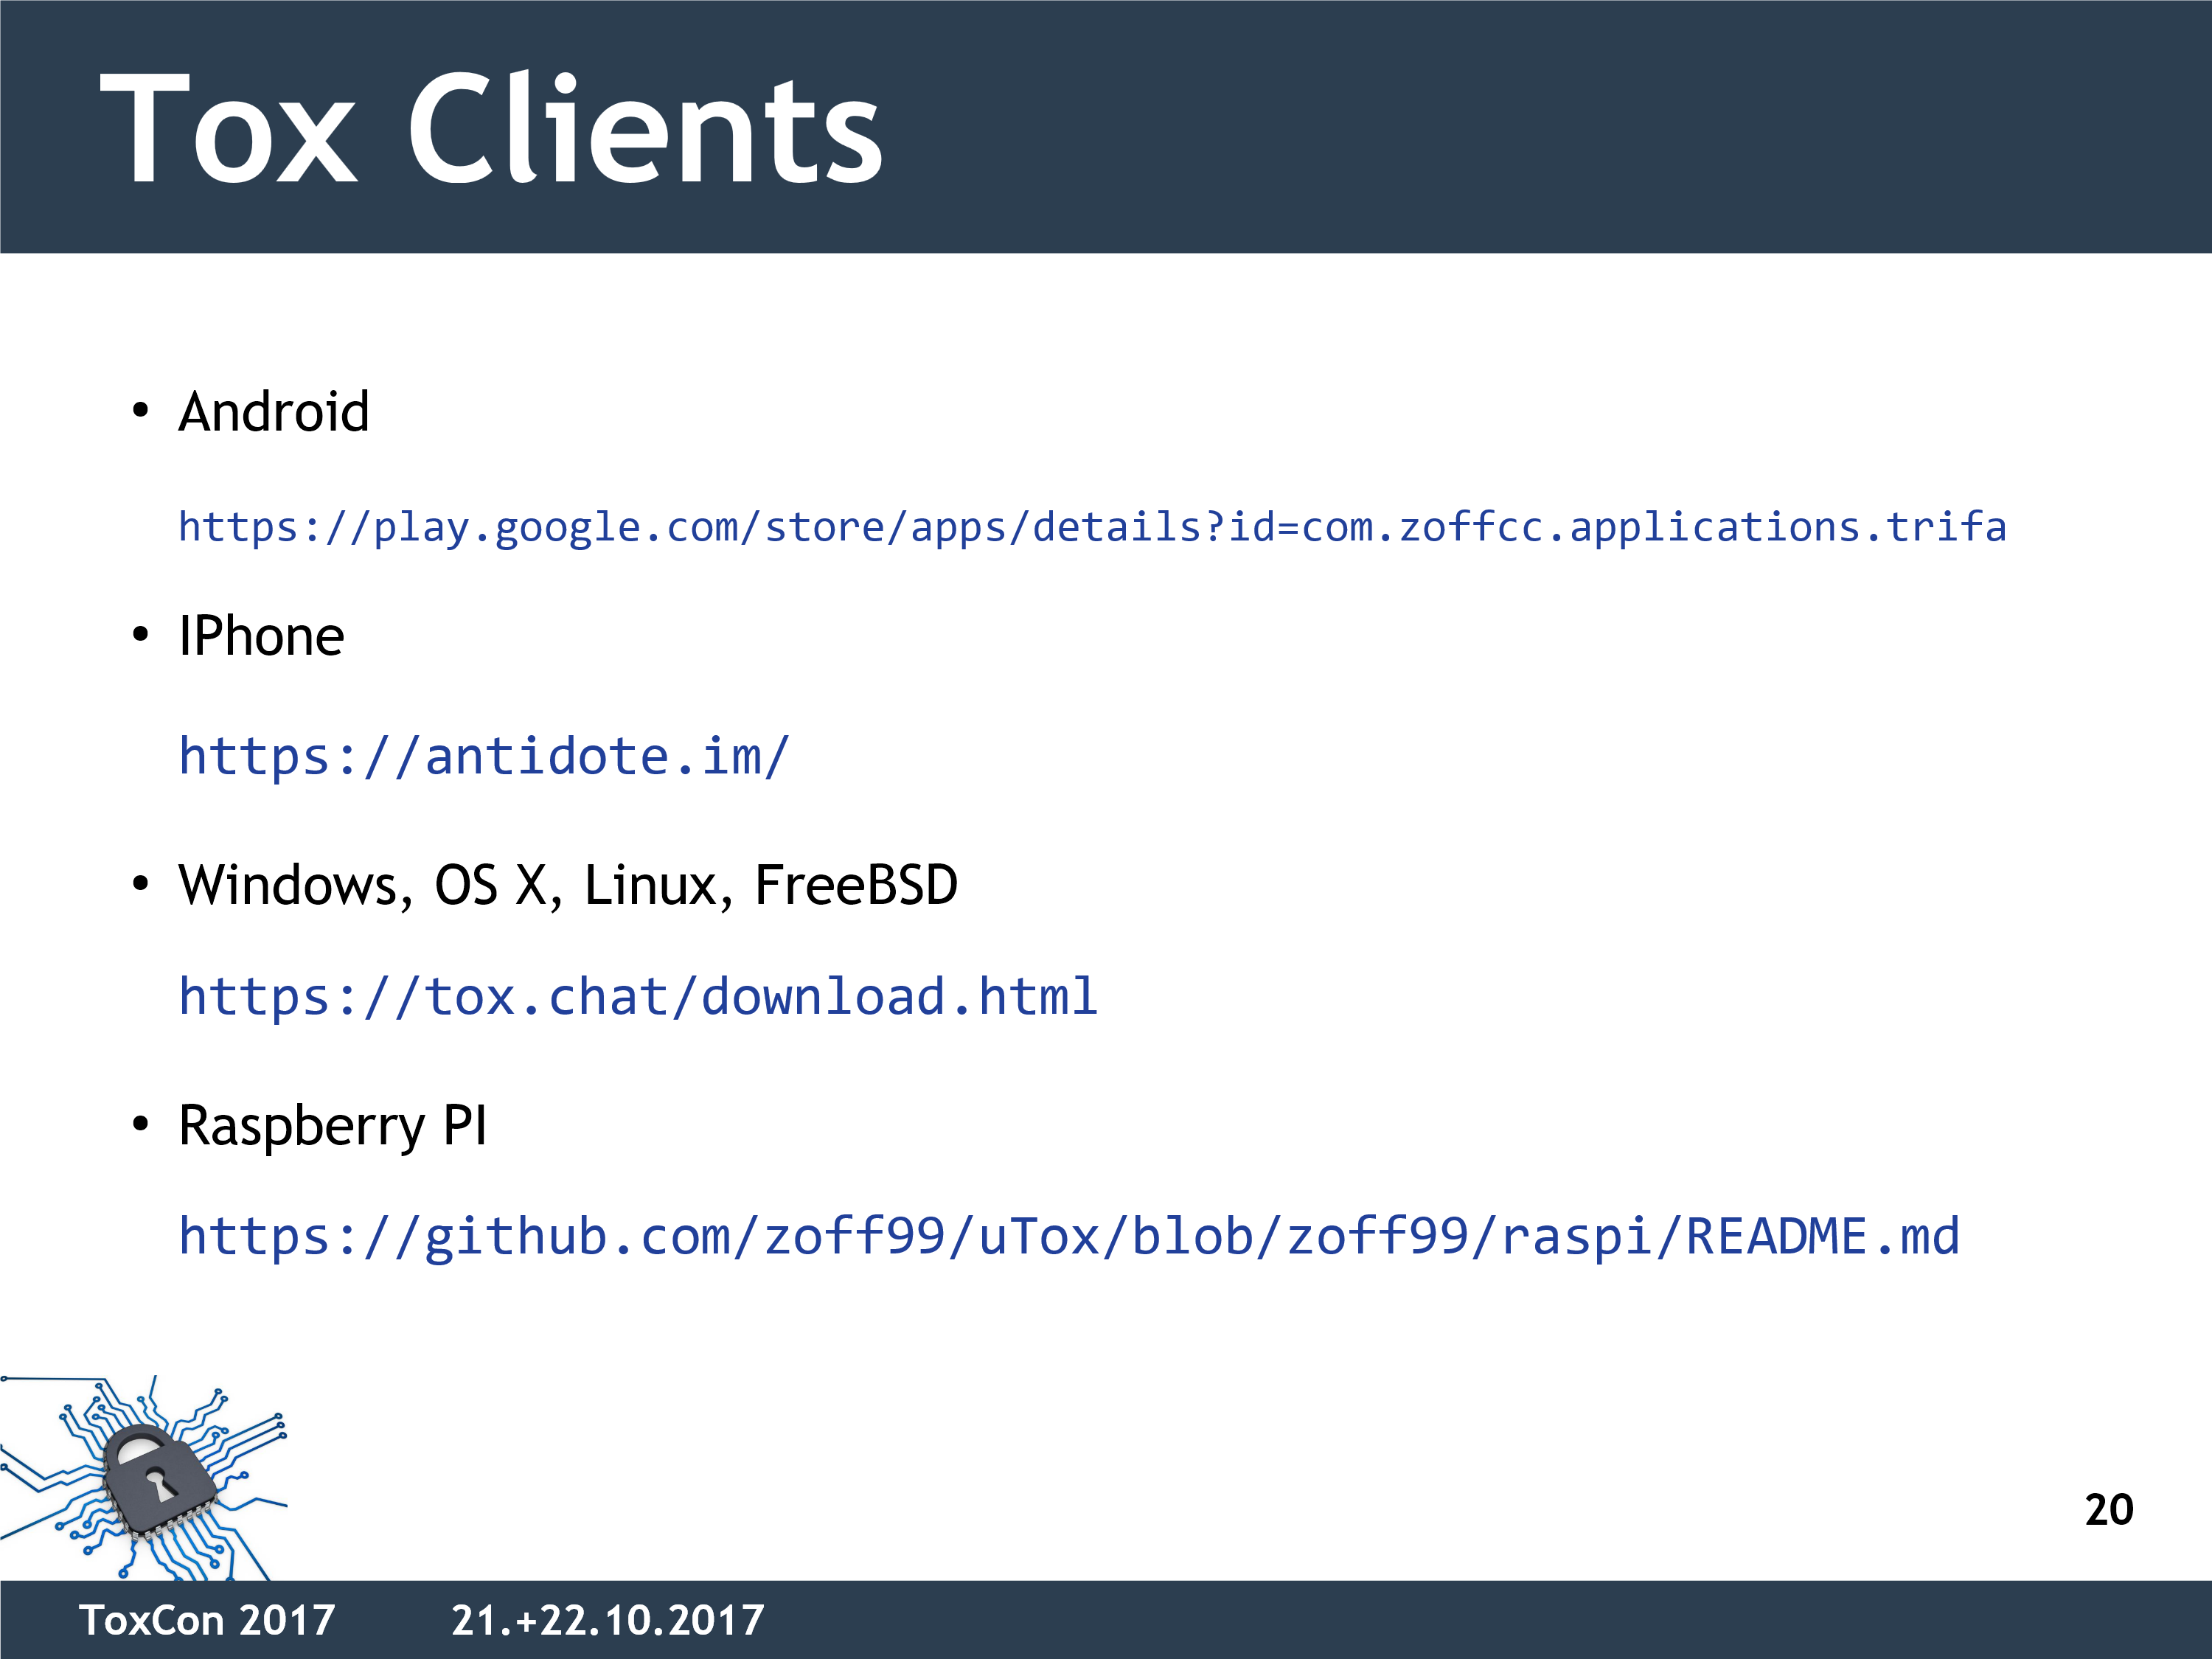 Tox Clients
• Android
https://play.google.com/store/apps/details?id=com.zoffcc.applications.trifa
• IPhone
https://antidote.im/
• Windows, OS X, Linux, FreeBSD
https://tox.chat/download.html
• Raspberry PI
https://github.com/zoff99/uTox/blob/zoff99/raspi/README.md
20
ToxCon 2017 21.+22.10.2017